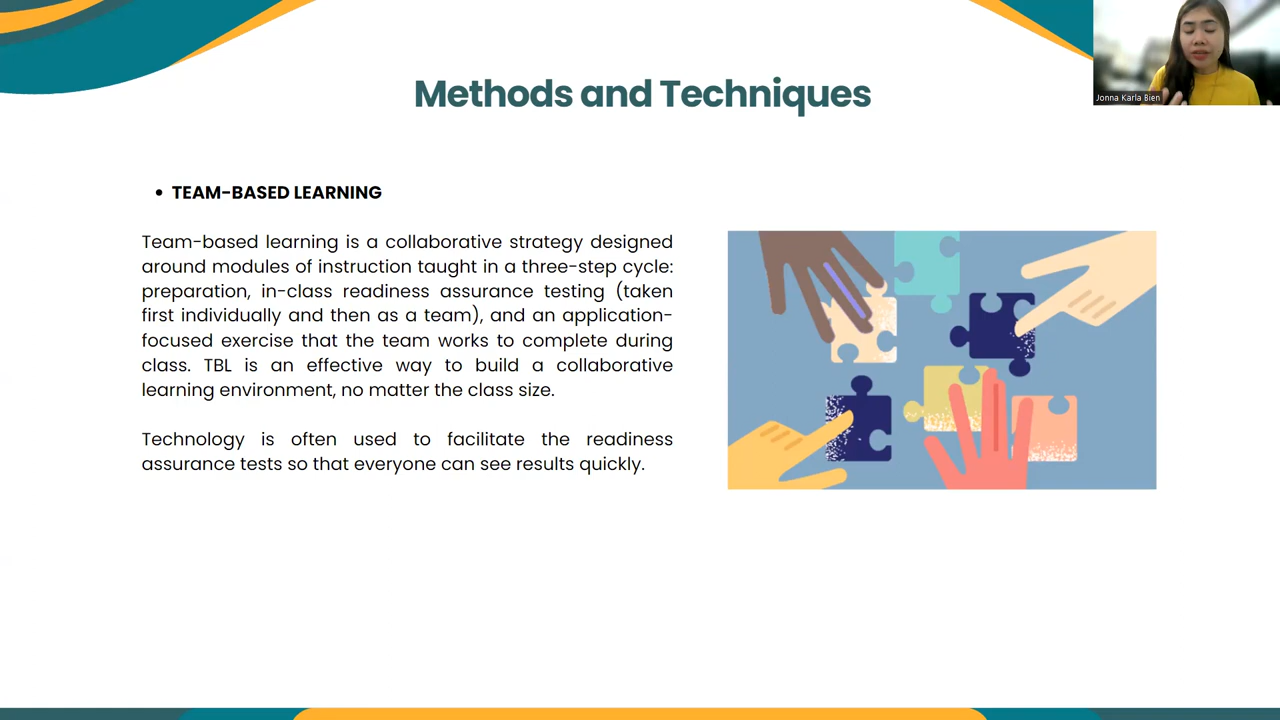 Methods and Techniques
Jonna Karla Bien
• TEAM-BASED LEARNING
Team-based learning is a collaborative strategy designed
around modules of instruction taught in a three-step cycle:
preparation, in-class readiness assurance testing (taken
first individually and then as a team), and an application-
focused exercise that the team works to complete during
class. TBL is an effective way to build a collaborative
learning environment, no matter the class size.
Technology is often used to facilitate the readiness
assurance tests so that everyone can see results quickly.